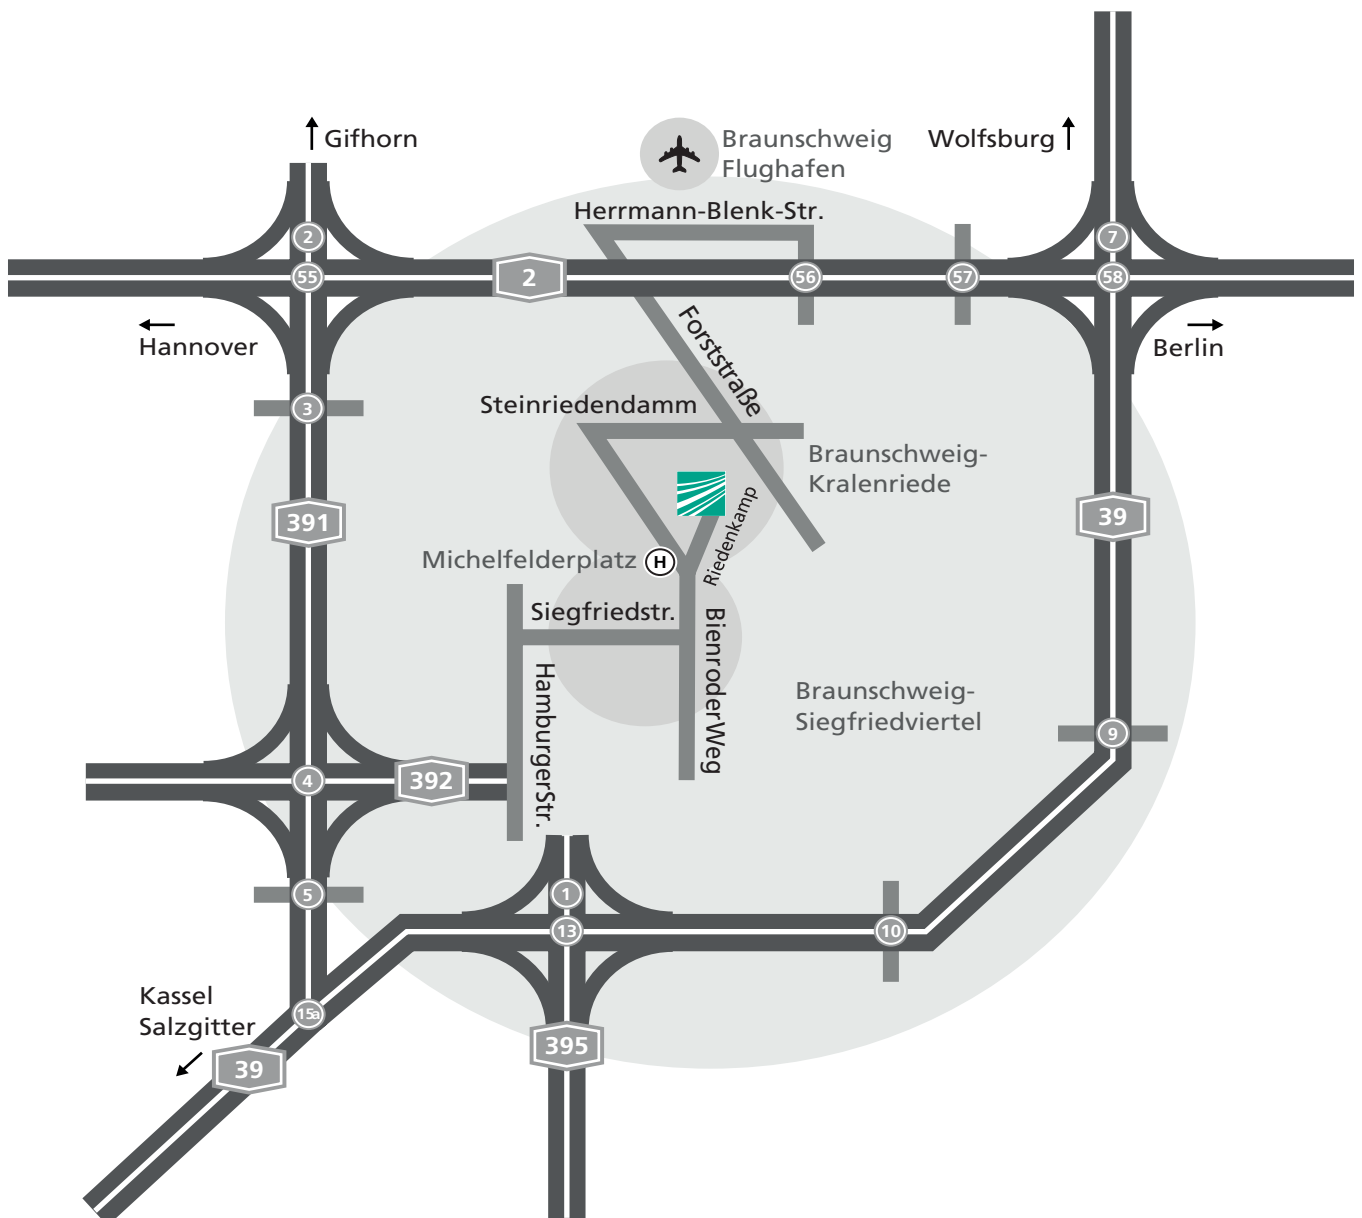 Gifhorn
Braunschweig
Flughafen
Wolfsburg
Herrmann-Blenk-Str.
2
7
55
2
56
57
58
Hannover
Berlin
Forststraße
3
Steinriedendamm
Braunschweig-
Kralenriede
391
39
Riedenkamp
Michelfelderplatz
H
Siegfriedstr.
BienroderWeg
HamburgerStr.
Braunschweig-
Siegfriedviertel
9
4
392
5
1
13
10
Kassel
Salzgitter
15a
39
395